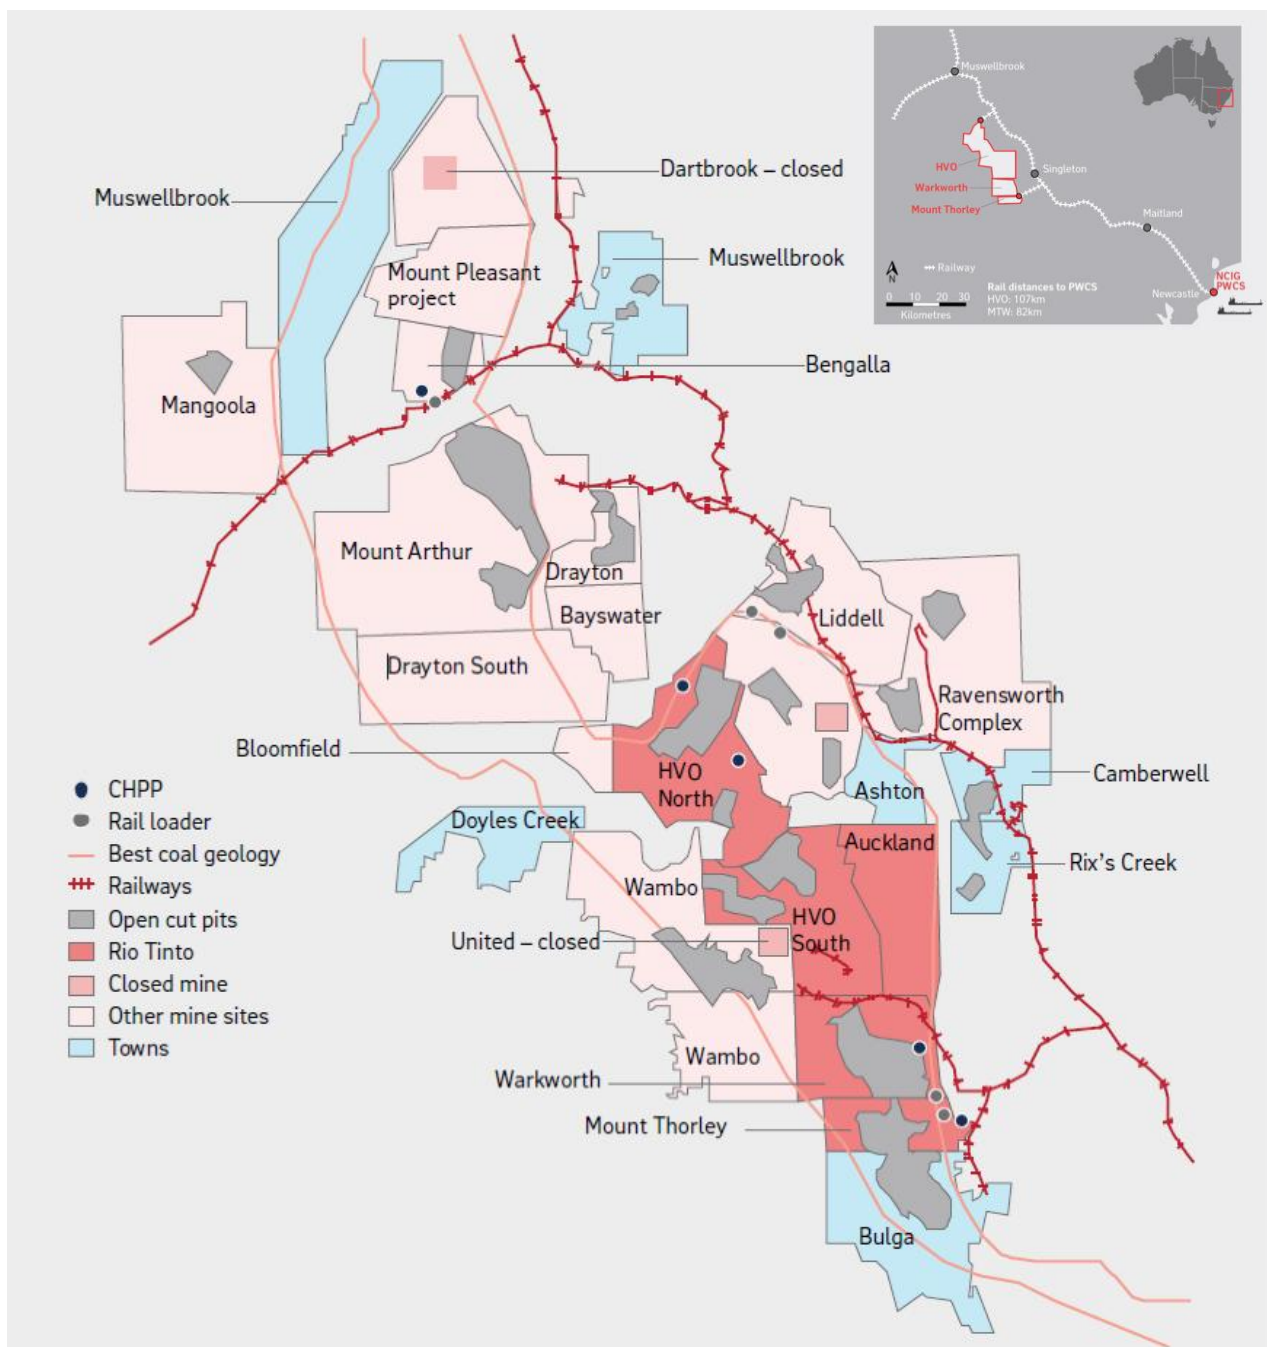 Muswellbrook
Singleton
HVO
Warkworth
Mount Thorley
Maitland
NCIG
PWCS
Newcastle
N
Railway
0 10 20 30
Kilometres
Rail distances to PWCS
HVO: 107km
MTW: 82km
Dartbrook – closed
Muswellbrook
Muswellbrook
Mount Pleasant
project
Bengalla
Mangoola
Mount Arthur
Drayton
Bayswater
Liddell
Drayton South
Ravensworth
Complex
Bloomfield
HVO
North
Camberwell
Ashton
Doyles Creek
Auckland
Rix's Creek
Wambo
HVO
South
United – closed
Wambo
Warkworth
Mount Thorley
Bulga
CHPP
Rail loader
Best coal geology
Railways
Open cut pits
Rio Tinto
Closed mine
Other mine sites
Towns